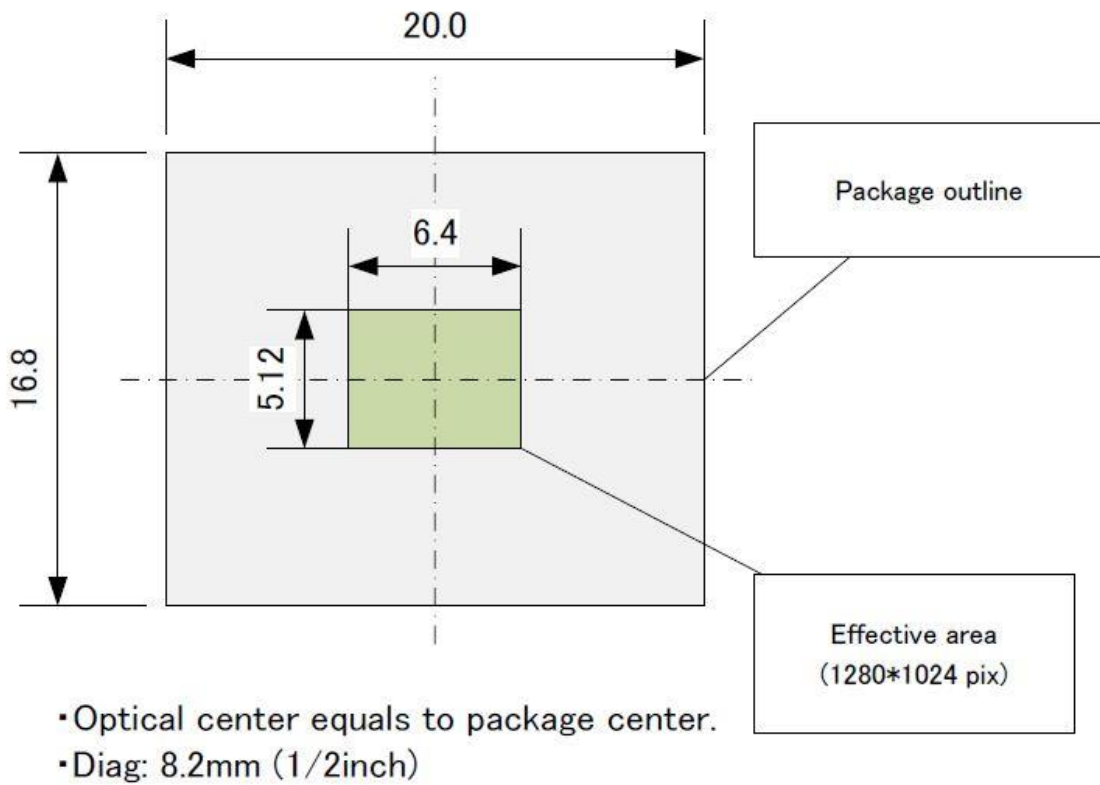 20.0
Package outline
6.4
16.8
5.12
Effective area
(1280*1024 pix)
・Optical center equals to package center.
・Diag: 8.2mm (1/2inch)